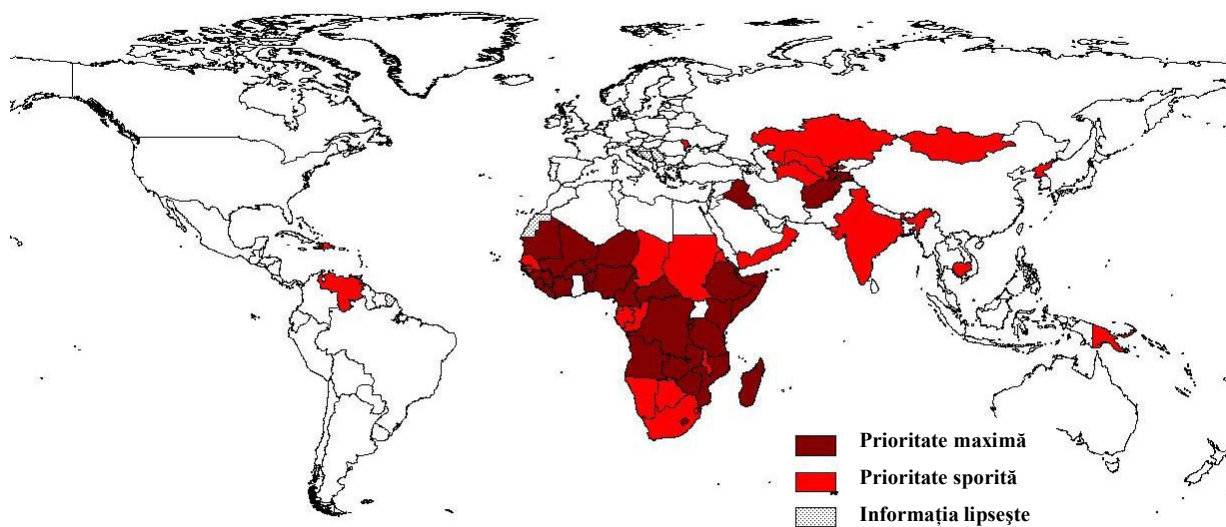 Prioritate maximă
Prioritate sporită
Informația lipsește